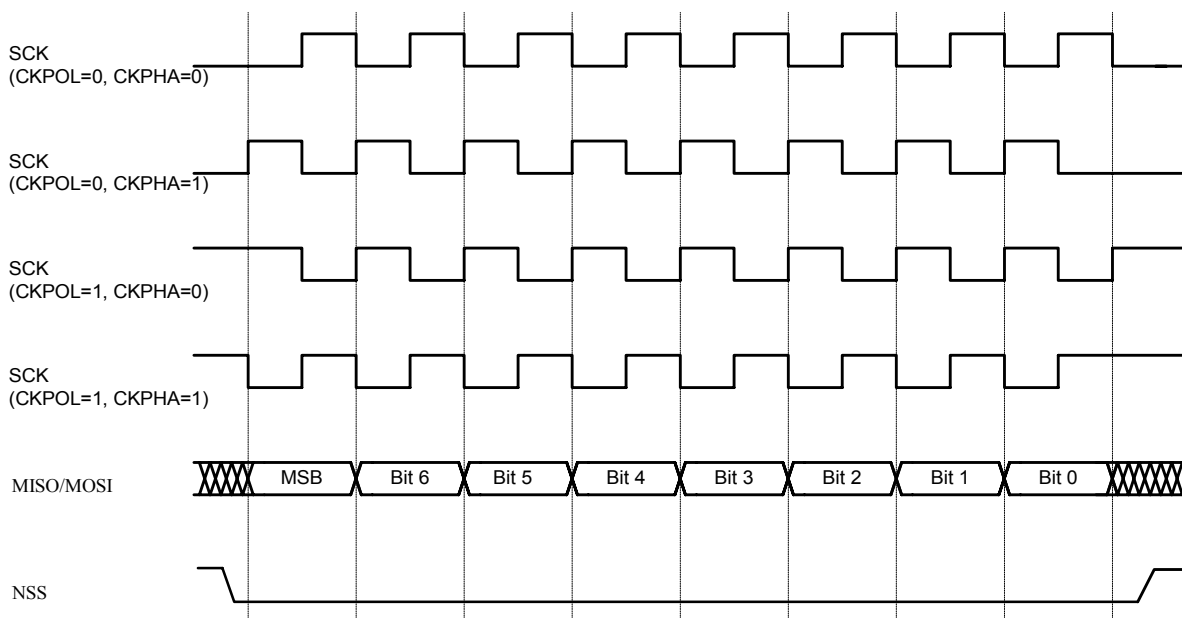 SCK
(CKPOL=0, CKPHA=0)
SCK
(CKPOL=0, CKPHA=1)
SCK
(CKPOL=1, CKPHA=0)
SCK
(CKPOL=1, CKPHA=1)
MISO/MOSI MSB Bit 6 Bit 5 Bit 4 Bit 3 Bit 2 Bit 1 Bit 0
NSS